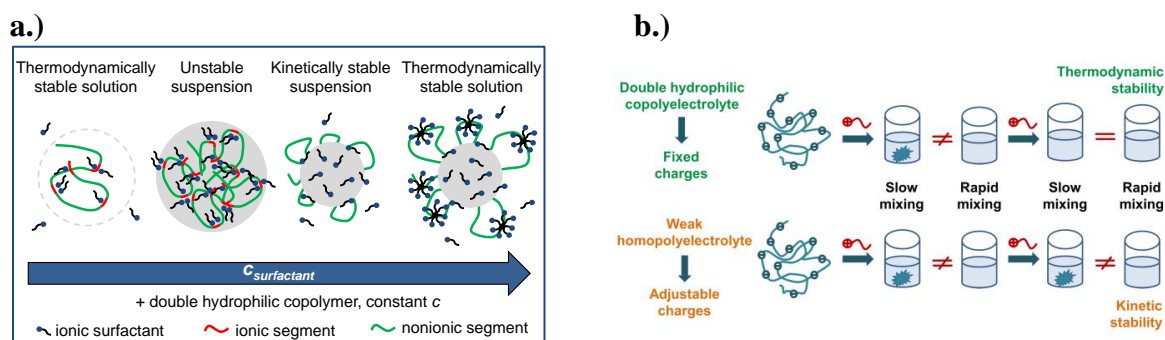 a.)
Thermodynamically
stable solution
Unstable
suspension
Kinetically stable
suspension
Thermodynamically
stable solution
c surfactant
+ double hydrophilic copolymer, constant c
ionic surfactant
ionic segment
nonionic segment
b.)
Double hydrophilic
copolyelectrolyte
Fixed
charges
Thermodynamic
stability
≠
=
Slow
mixing
Rapid
mixing
Slow
mixing
Rapid
mixing
Weak
homopolyelectrolyte
Adjustable
charges
≠
≠
Kinetic
stability